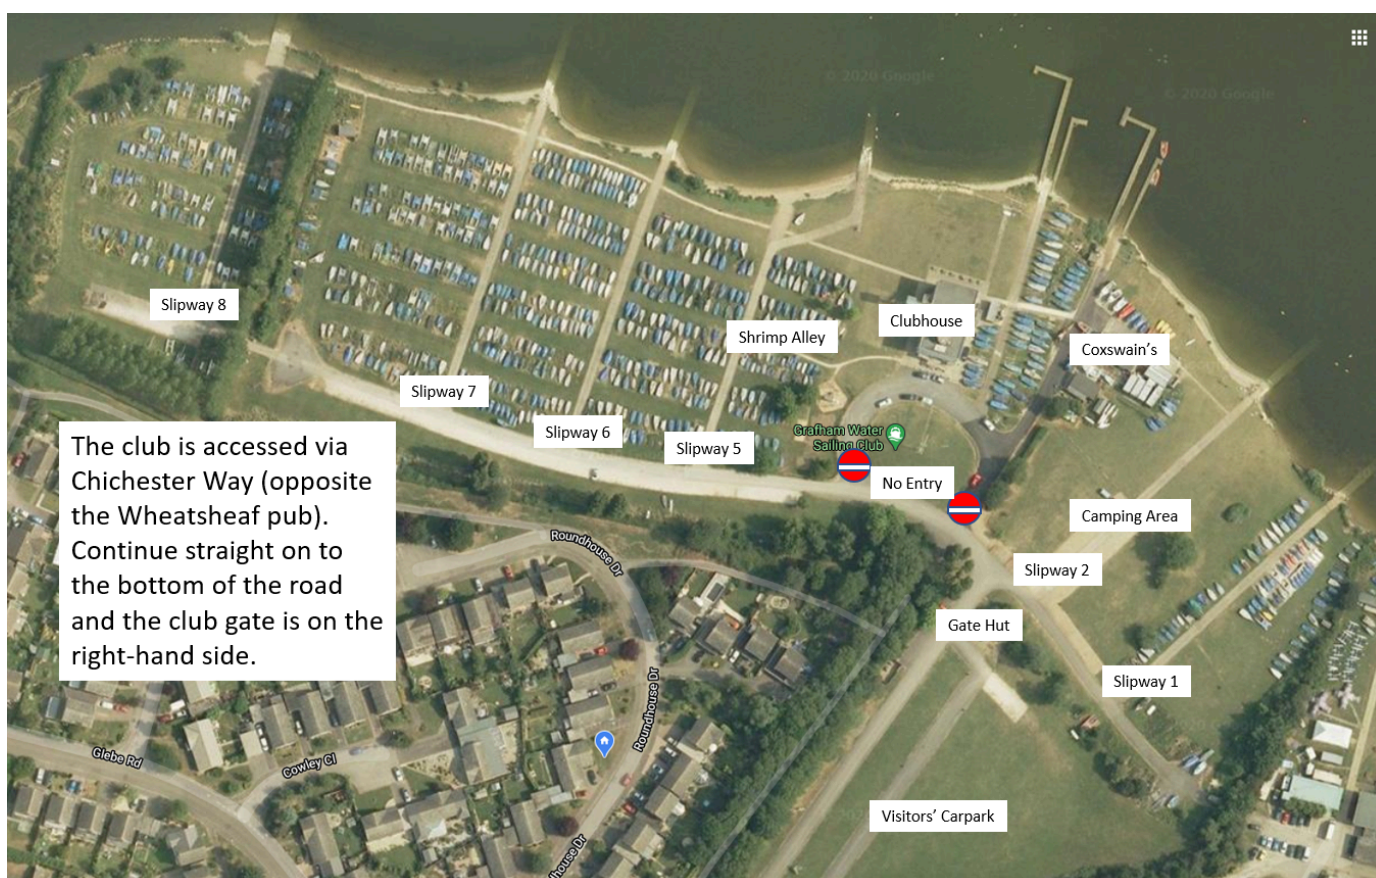 © 2020 Google
© 2020 Google
Slipway 8
Shrimp Alley
Clubhouse
Coxswain's
Slipway 7
Slipway 6
Slipway 5
Grafham Water
Sailing Club
No Entry
The club is accessed via
Chichester Way (opposite
the Wheatsheaf pub).
Continue straight on to
the bottom of the road
and the club gate is on the
right-hand side.
Camping Area
Roundhouse Dr
Slipway 2
Gate Hut
Slipway 1
Roundhouse Dr
Glebe Rd
Cowley Cl
Visitors' Carpark